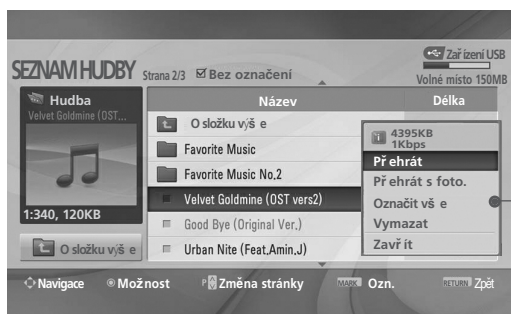 Zařízení USB
SEZNAM HUDBY Strana 2/3 Bez označení
Volné místo 150MB
Hudba
Velvet Goldmine (OST...
1:340, 120KB
O složku výš e
Název Délka
O složku výš e
Favorite Music
Favorite Music No.2
Velvet Goldmine (OST vers2)
Good Bye (Original Ver.)
Urban Nite (Feat.Amin.J)
4395KB
1Kbps
Př ehrát
Př ehrát s foto.
Označit vš e
Vymazat
Zavř ít
Navigace Možnost P Změna stránky MARK Ozn. RETURN Zpět